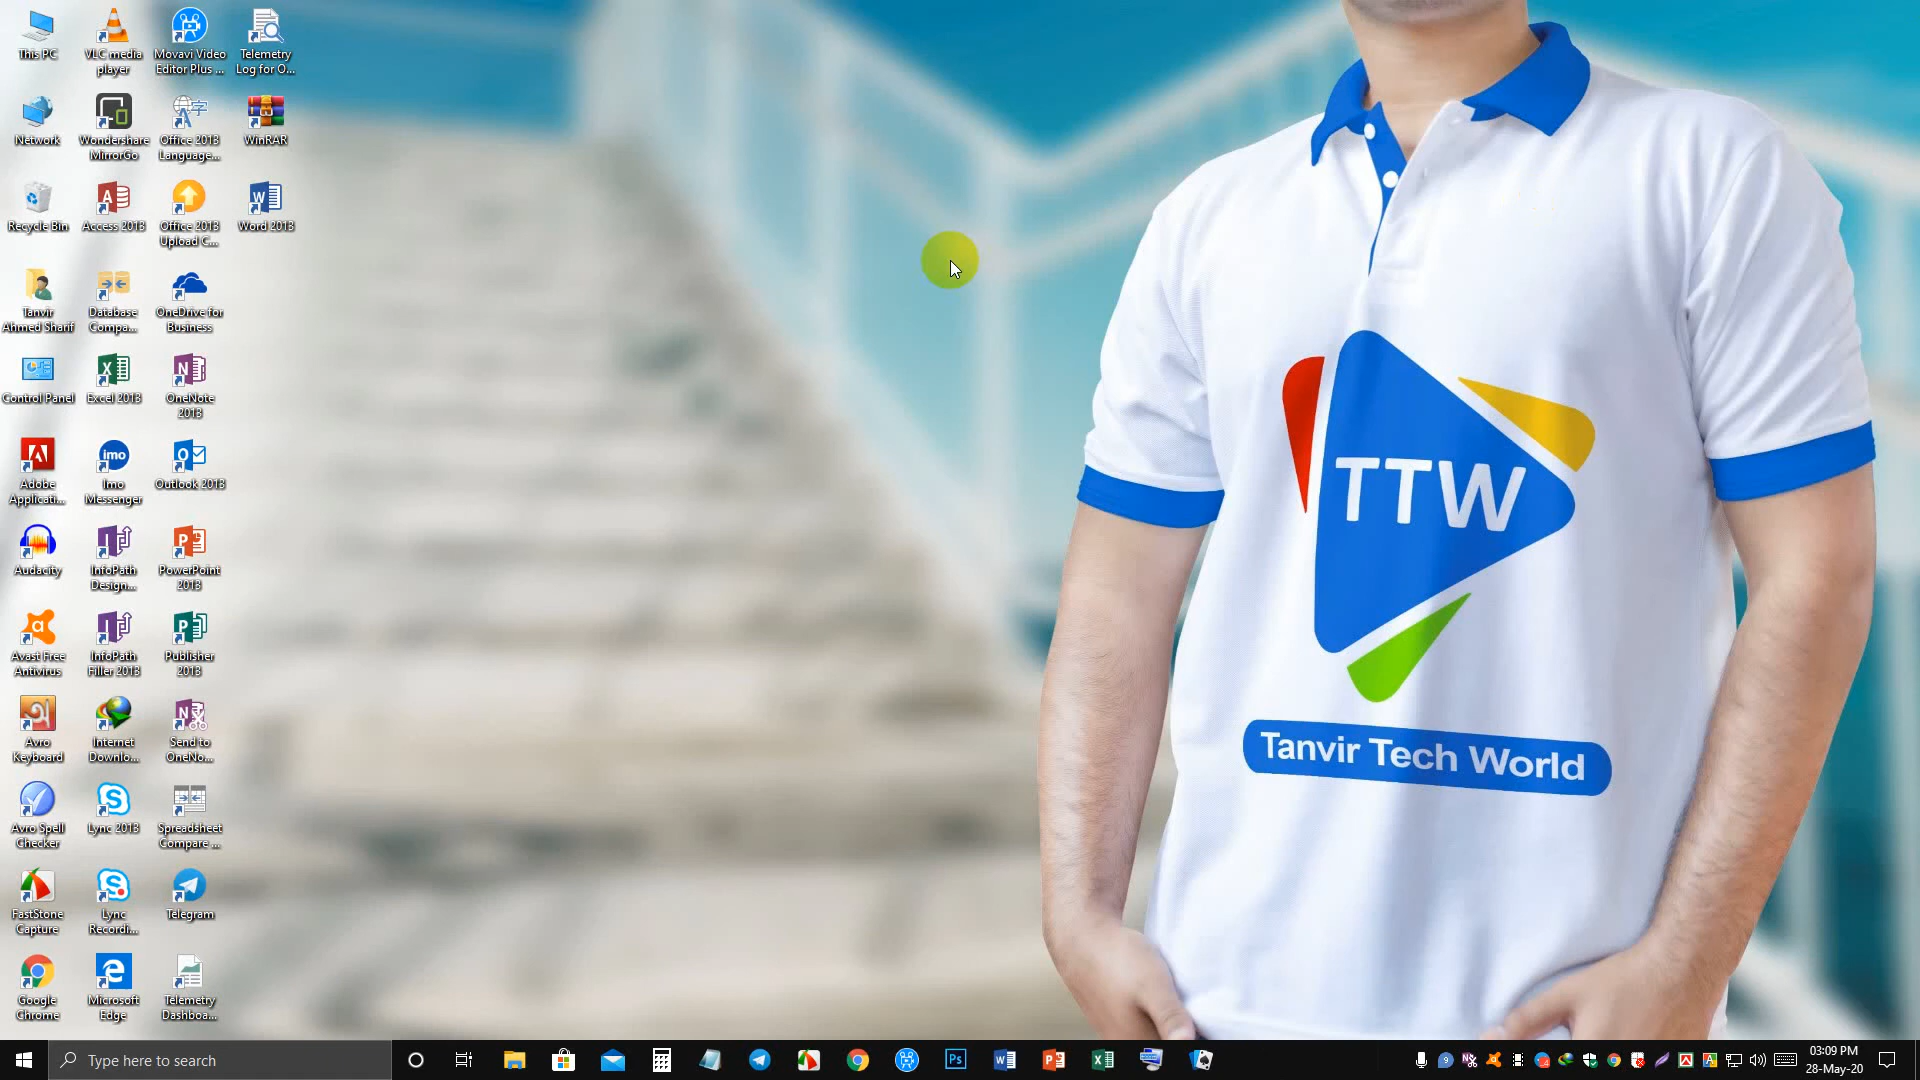 This PC
VLC media
player
Movavi Video
Editor Plus ...
Telemetry
Log for O...
Network
Wondershare
MirrorGo
Office 2013
Language...
WinRAR
Recycle Bin
Access 2013
Office 2013
Upload C...
Word 2013
Tanvir
Ahmed Sharif
Database
Compa...
OneDrive for
Business
Control Panel
Excel 2013
OneNote
2013
Adobe
Applicati...
imo
Imo
Messenger
Outlook 2013
Audacity
InfoPath
Design...
PowerPoint
2013
Avast Free
Antivirus
InfoPath
Filler 2013
Publisher
2013
Avro
Keyboard
Internet
Downlo...
Send to
OneNo...
Avro Spell
Checker
Lync 2013
Spreadsheet
Compare ...
FastStone
Capture
Lync
Recordi...
Telegram
Google
Chrome
Microsoft
Edge
Telemetry
Dashboa...
TTW
Tanvir Tech World
Type here to search
Ps
03:09 PM
28-May-20